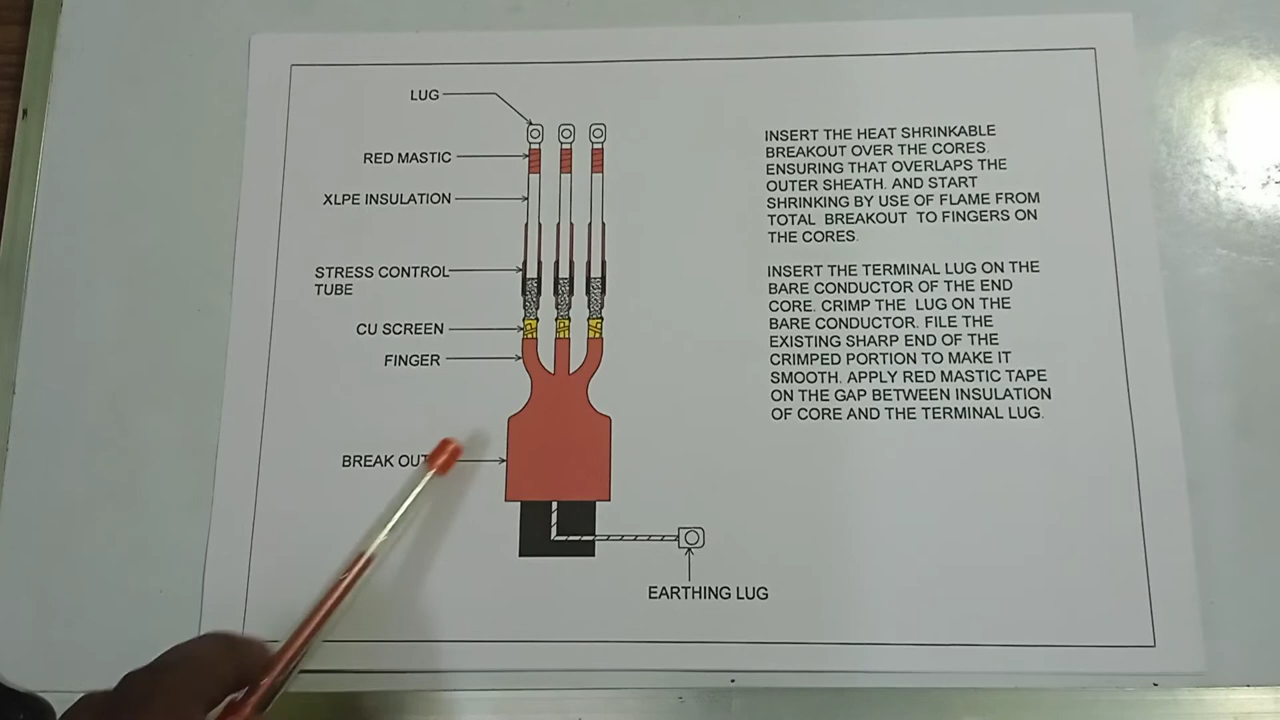 LUG
RED MASTIC
XLPE INSULATION
STRESS CONTROL
TUBE
CU SCREEN
FINGER
BREAK OUT
EARTHING LUG
INSERT THE HEAT SHRINKABLE
BREAKOUT OVER THE CORES.
ENSURING THAT OVERLAPS THE
OUTER SHEATH. AND START
SHRINKING BY USE OF FLAME FROM
TOTAL BREAKOUT TO FINGERS ON
THE CORES.
INSERT THE TERMINAL LUG ON THE
BARE CONDUCTOR OF THE END
CORE. CRIMP THE LUG ON THE
BARE CONDUCTOR. FILE THE
EXISTING SHARP END OF THE
CRIMPED PORTION TO MAKE IT
SMOOTH. APPLY RED MASTIC TAPE
ON THE GAP BETWEEN INSULATION
OF CORE AND THE TERMINAL LUG.